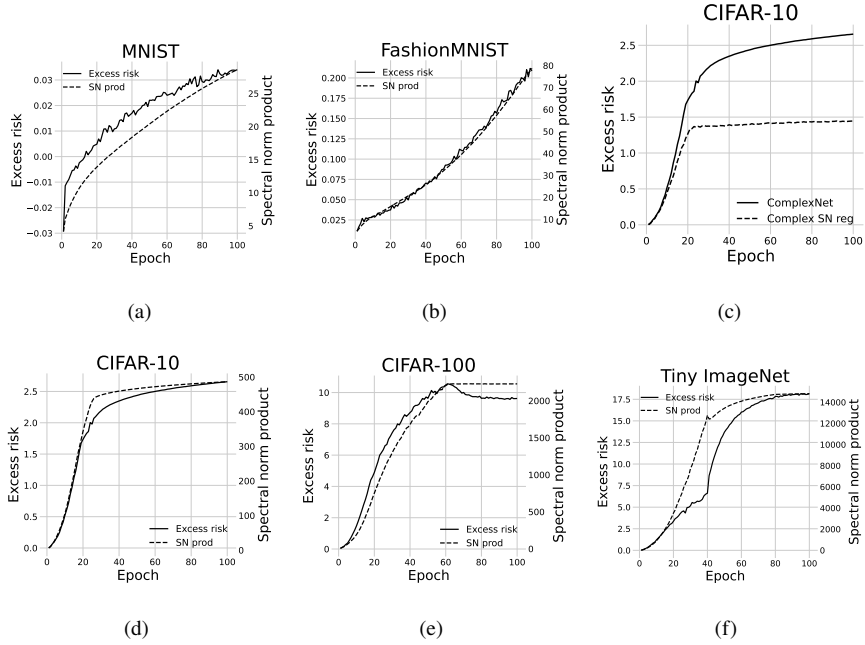 MNIST
Excess risk
SN prod
0.03
0.02
0.01
0.00
−0.01
−0.02
−0.03
25
20
15
10
5
0 20 40 60 80 100
Epoch
Excess risk
Spectral norm product
(a)
FashionMNIST
Excess risk
SN prod
0.200
0.175
0.150
0.125
0.100
0.075
0.050
0.025
80
70
60
50
40
30
20
10
0 20 40 60 80 100
Epoch
Excess risk
Spectral norm product
(b)
CIFAR-10
2.5
2.0
1.5
1.0
0.5
0.0
ComplexNet
Complex SN reg
0 20 40 60 80 100
Epoch
Excess risk
(c)
CIFAR-10
2.5
2.0
1.5
1.0
0.5
0.0
500
400
300
200
100
0
Excess risk
SN prod
0 20 40 60 80 100
Epoch
Excess risk
Spectral norm product
(d)
CIFAR-100
10
8
6
4
2
0
2000
1500
1000
500
0
Excess risk
SN prod
0 20 40 60 80 100
Epoch
Excess risk
Spectral norm product
(e)
Tiny ImageNet
Excess risk
SN prod
17.5
15.0
12.5
10.0
7.5
5.0
2.5
0.0
14000
12000
10000
8000
6000
4000
2000
0
0 20 40 60 80 100
Epoch
Excess risk
Spectral norm product
(f)